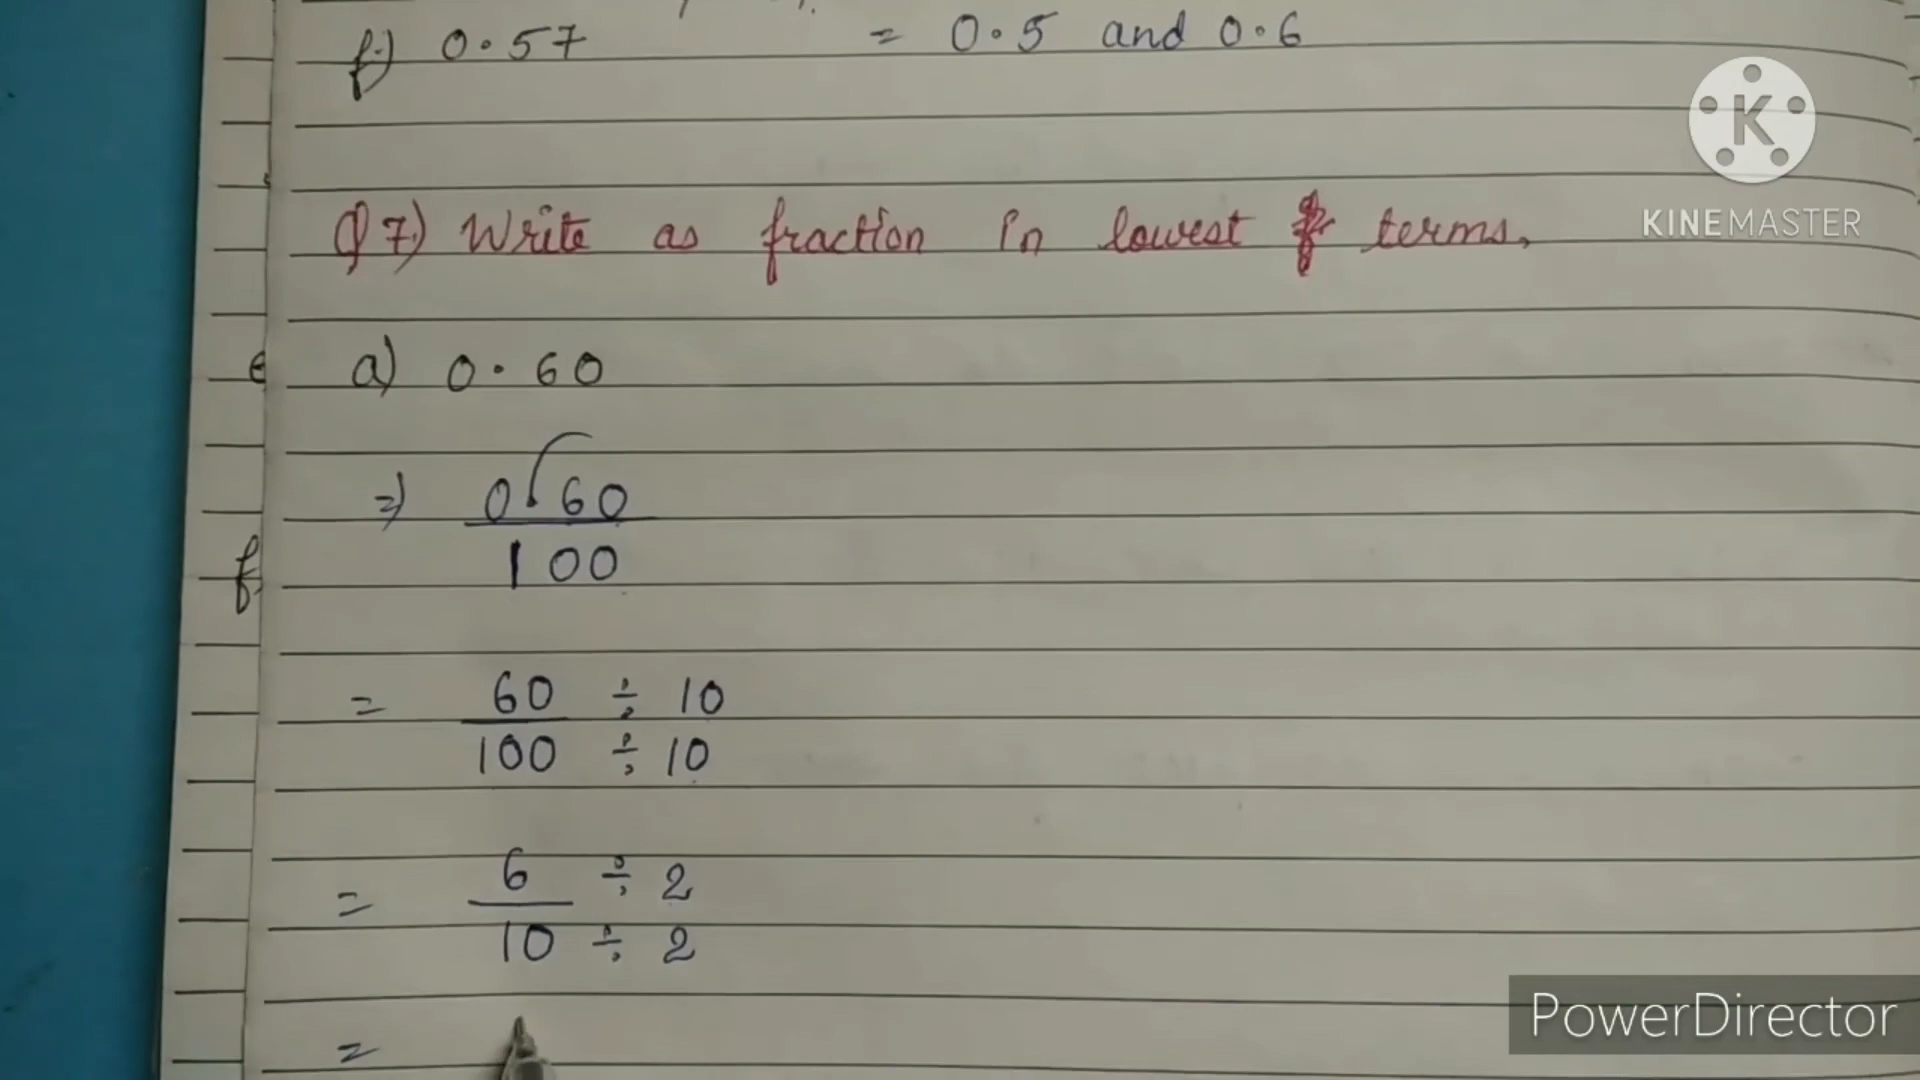 f.) 0.57 = 0.5 and 0.6
K
KINEMASTER
Q7.) Write as fraction in lowest terms.
e
a) 0.60
=> 0.60
100
f.
= 60 ÷ 10
100 ÷ 10
= 6 ÷ 2
10 ÷ 2
=
PowerDirector